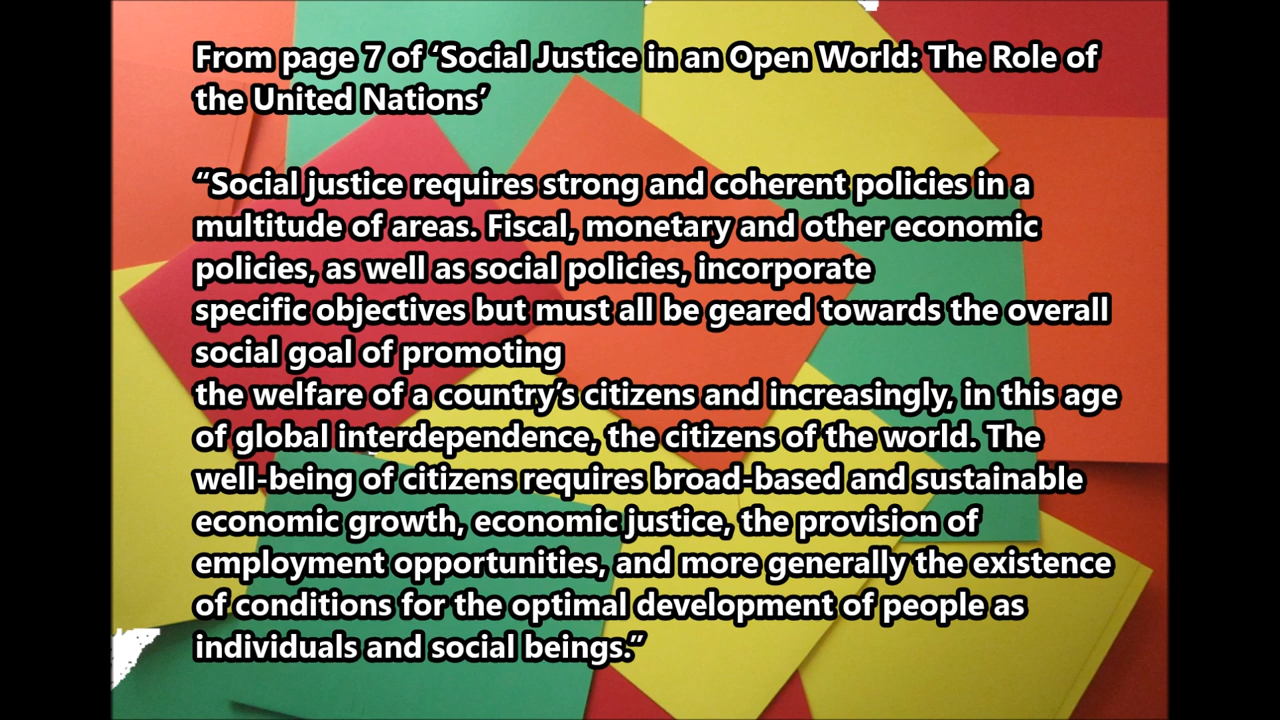 From page 7 of ‘Social Justice in an Open World: The Role of
the United Nations’
“Social justice requires strong and coherent policies in a
multitude of areas. Fiscal, monetary and other economic
policies, as well as social policies, incorporate
specific objectives but must all be geared towards the overall
social goal of promoting
the welfare of a country’s citizens and increasingly, in this age
of global interdependence, the citizens of the world. The
well-being of citizens requires broad-based and sustainable
economic growth, economic justice, the provision of
employment opportunities, and more generally the existence
of conditions for the optimal development of people as
individuals and social beings.”